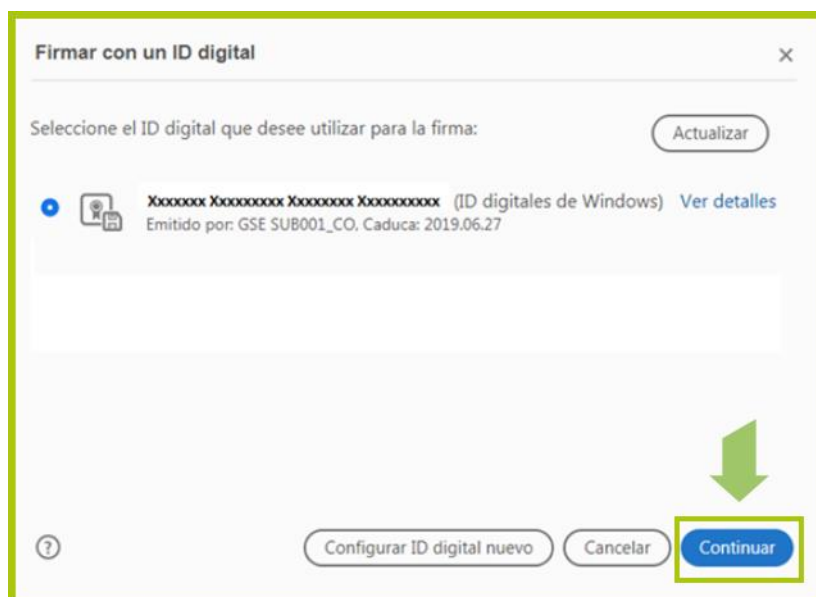 Firmar con un ID digital
Seleccione el ID digital que desee utilizar para la firma:
Actualizar
Xxxxxxx Xxxxxxxxx Xxxxxxxx Xxxxxxxxxx (ID digitales de Windows) Ver detalles
Emitido por: GSE SUB001_CO, Caduca: 2019.06.27
?
Configurar ID digital nuevo
Cancelar
Continuar